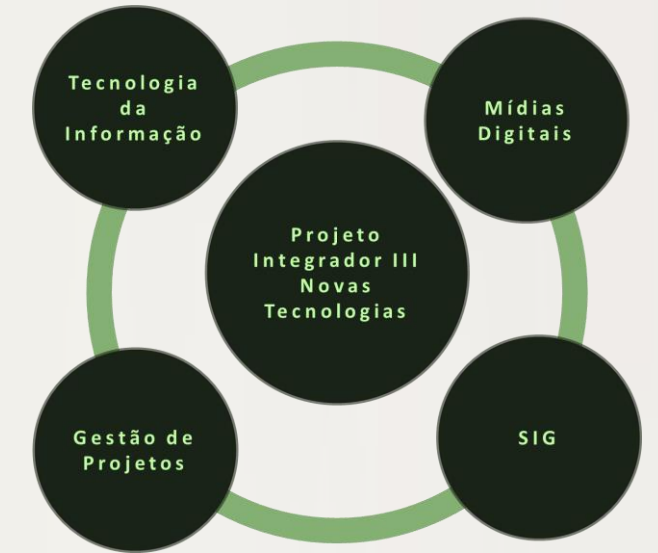 Tecnologia
da
Informação
Mídias
Digitais
Projeto
Integrador III
Novas
Tecnologias
Gestão de
Projetos
SIG